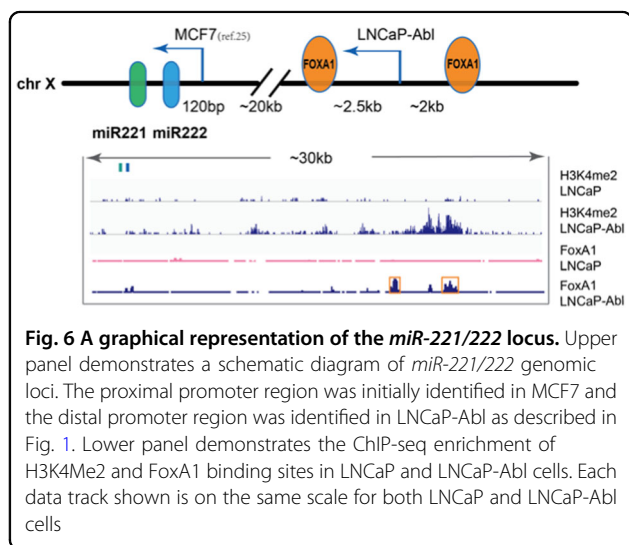 MCF7(ref.25)
LNCaP-Abl
FOXA1
FOXA1
chr X
120bp
~20kb
~2.5kb
~2kb
miR221 miR222
~30kb
H3K4me2
LNCaP
H3K4me2
LNCaP-Abl
FoxA1
LNCaP
FoxA1
LNCaP-Abl
Fig. 6 A graphical representation of the miR-221/222 locus. Upper
panel demonstrates a schematic diagram of miR-221/222 genomic
loci. The proximal promoter region was initially identified in MCF7 and
the distal promoter region was identified in LNCaP-Abl as described in
Fig. 1. Lower panel demonstrates the ChIP-seq enrichment of
H3K4Me2 and FoxA1 binding sites in LNCaP and LNCaP-Abl cells. Each
data track shown is on the same scale for both LNCaP and LNCaP-Abl
cells